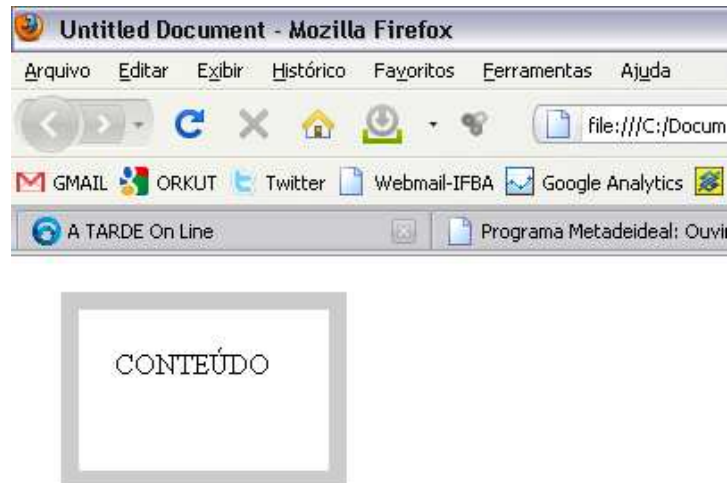 Untitled Document - Mozilla Firefox
Arquivo Editar Exibir Histórico Favoritos Ferramentas Ajuda
file:///C:/Docum
GMAIL ORKUT Twitter Webmail-IFBA Google Analytics
A TARDE On Line Programa Metadeideal: Ouvi
CONTEÚDO